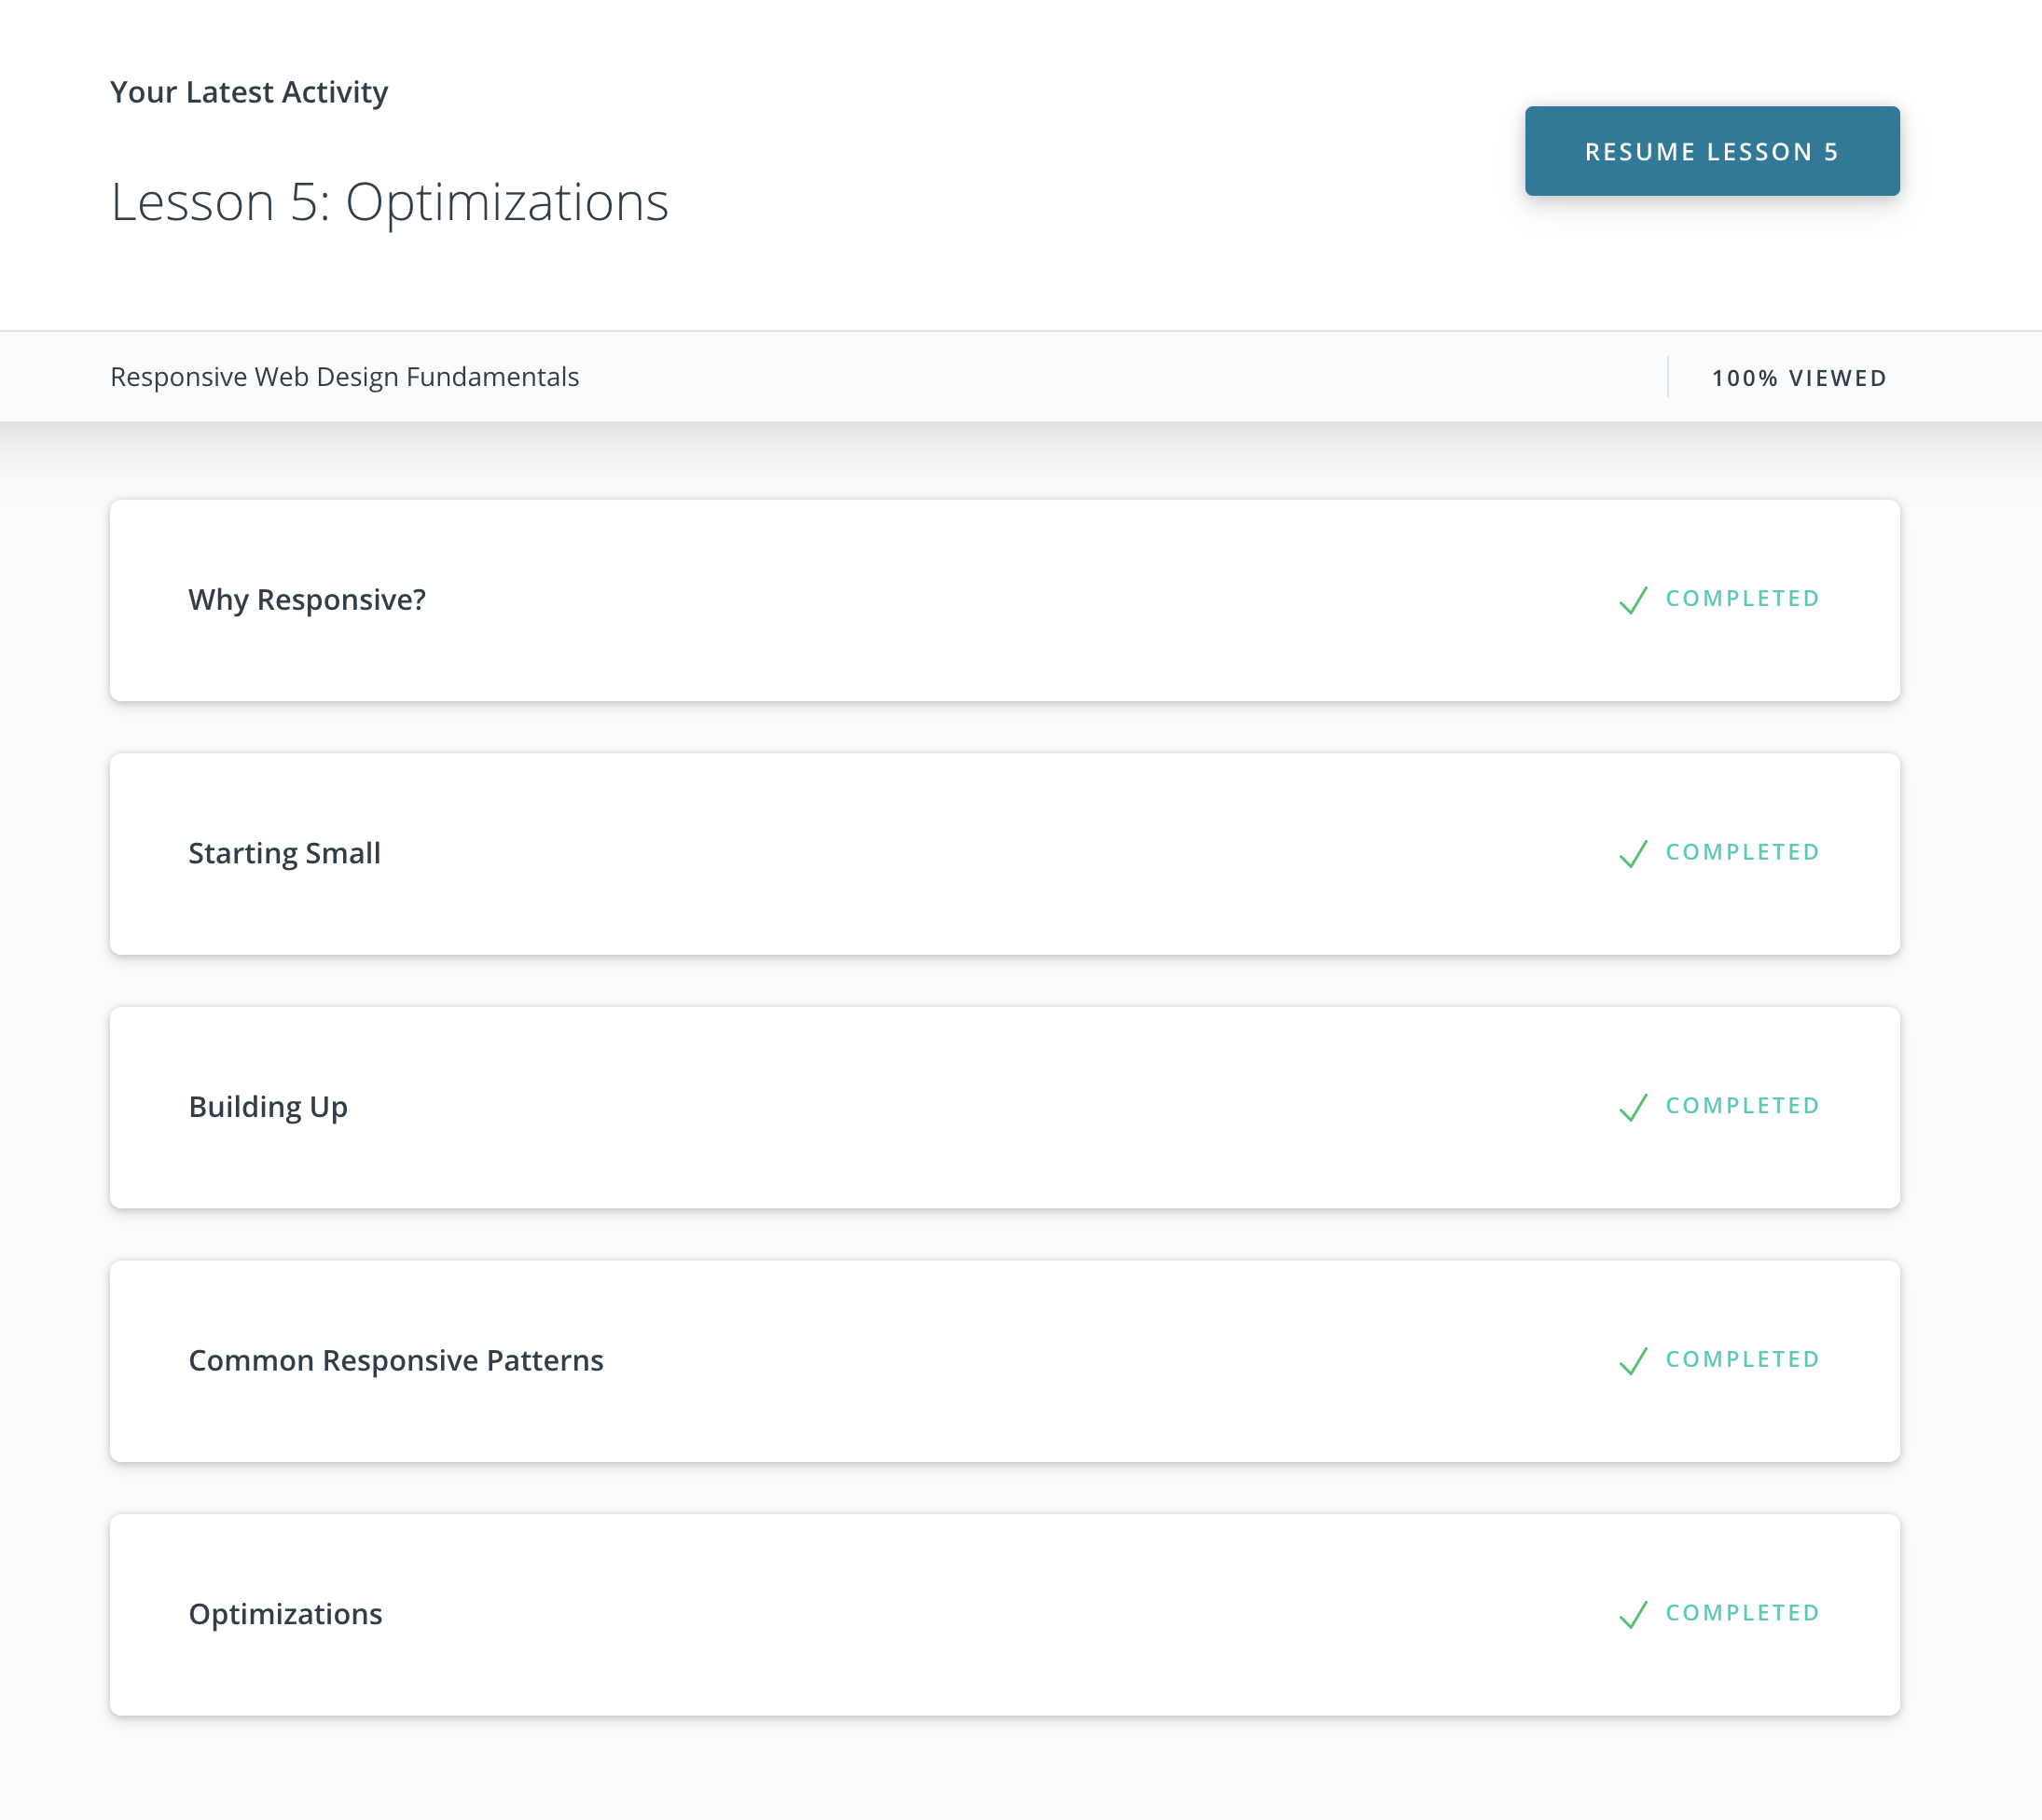 Your Latest Activity
RESUME LESSON 5
Lesson 5: Optimizations
Responsive Web Design Fundamentals
100% VIEWED
Why Responsive?
COMPLETED
Starting Small
COMPLETED
Building Up
COMPLETED
Common Responsive Patterns
COMPLETED
Optimizations
COMPLETED